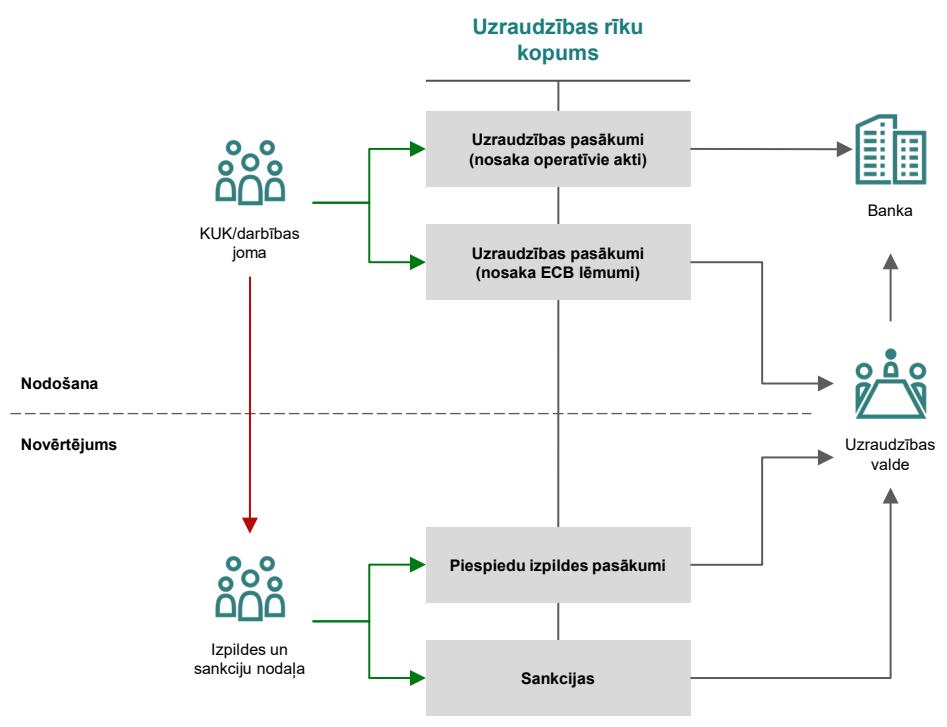 Uzraudzības rīku
kopums
Uzraudzības pasākumi
(nosaka operatīvie akti)
Banka
KUK/darbības
joma
Uzraudzības pasākumi
(nosaka ECB lēmumi)
Nodošana
Novērtējums
Uzraudzības
valde
Piespiedu izpildes pasākumi
Izpildes un
sankciju nodaļa
Sankcijas